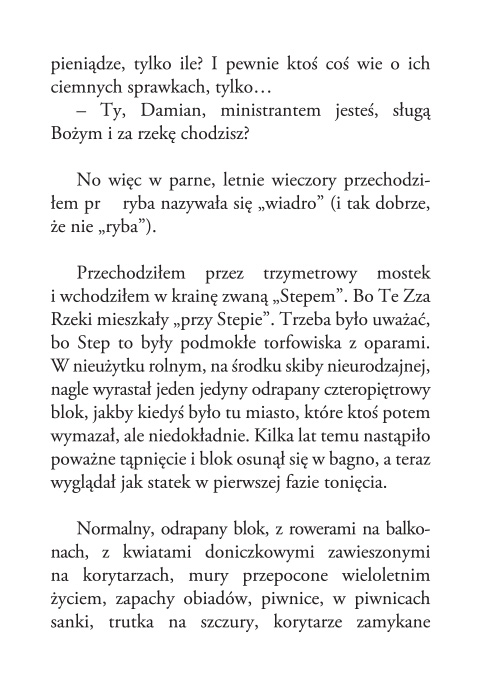 pieniądze, tylko ile? I pewnie ktoś coś wie o ich
ciemnych sprawkach, tylko…
– Ty, Damian, ministrantem jesteś, sługą
Bożym i za rzekę chodzisz?
No więc w parne, letnie wieczory przechodzi-
łem pr ryba nazywała się „wiadro” (i tak dobrze,
że nie „ryba”).
Przechodziłem przez trzymetrowy mostek
i wchodziłem w krainę zwaną „Stepem”. Bo Te Zza
Rzeki mieszkały „przy Stepie”. Trzeba było uważać,
bo Step to były podmokłe torfowiska z oparami.
W nieużytku rolnym, na środku skiby nieurodzajnej,
nagle wyrastał jeden jedyny odrapany czteropiętrowy
blok, jakby kiedyś było tu miasto, które ktoś potem
wymazał, ale niedokładnie. Kilka lat temu nastąpiło
poważne tąpnięcie i blok osunął się w bagno, a teraz
wyglądał jak statek w pierwszej fazie tonięcia.
Normalny, odrapany blok, z rowerami na balko-
nach, z kwiatami doniczkowymi zawieszonymi
na korytarzach, mury przepocone wieloletnim
życiem, zapachy obiadów, piwnice, w piwnicach
sanki, trutka na szczury, korytarze zamykane